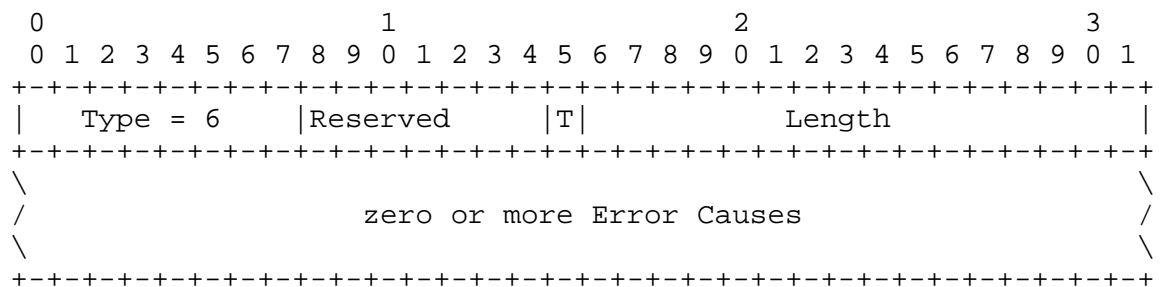 0                   1                   2                   3
 0 1 2 3 4 5 6 7 8 9 0 1 2 3 4 5 6 7 8 9 0 1 2 3 4 5 6 7 8 9 0 1
+-+-+-+-+-+-+-+-+-+-+-+-+-+-+-+-+-+-+-+-+-+-+-+-+-+-+-+-+-+-+-+-+
|   Type = 6    |Reserved     |T|           Length              |
+-+-+-+-+-+-+-+-+-+-+-+-+-+-+-+-+-+-+-+-+-+-+-+-+-+-+-+-+-+-+-+-+
\                                                               \
/                   zero or more Error Causes                   /
\                                                               \
+-+-+-+-+-+-+-+-+-+-+-+-+-+-+-+-+-+-+-+-+-+-+-+-+-+-+-+-+-+-+-+-+